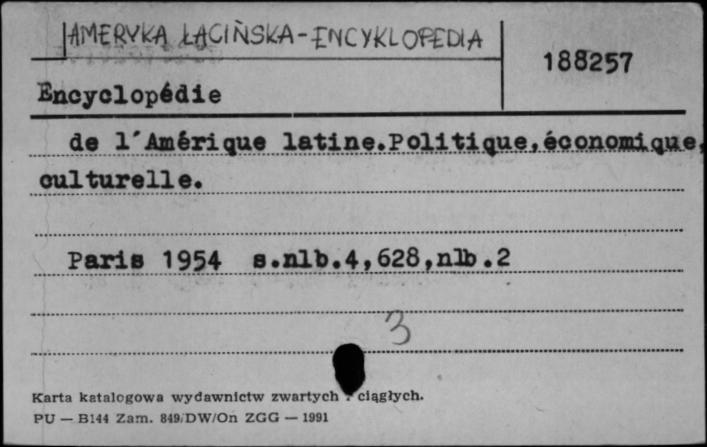 AMERYKA ŁACIŃSKA-ENCYKLOPEDIA
188257
Encyclopédie
de l'Amérique latine.Politique,économique,
culturelle.
Paris 1954 s.nlb.4,628,nlb.2
3
Karta katalogowa wydawnictw zwartych i ciągłych.
PU — B144 Zam. 849/DW/On ZGG — 1991